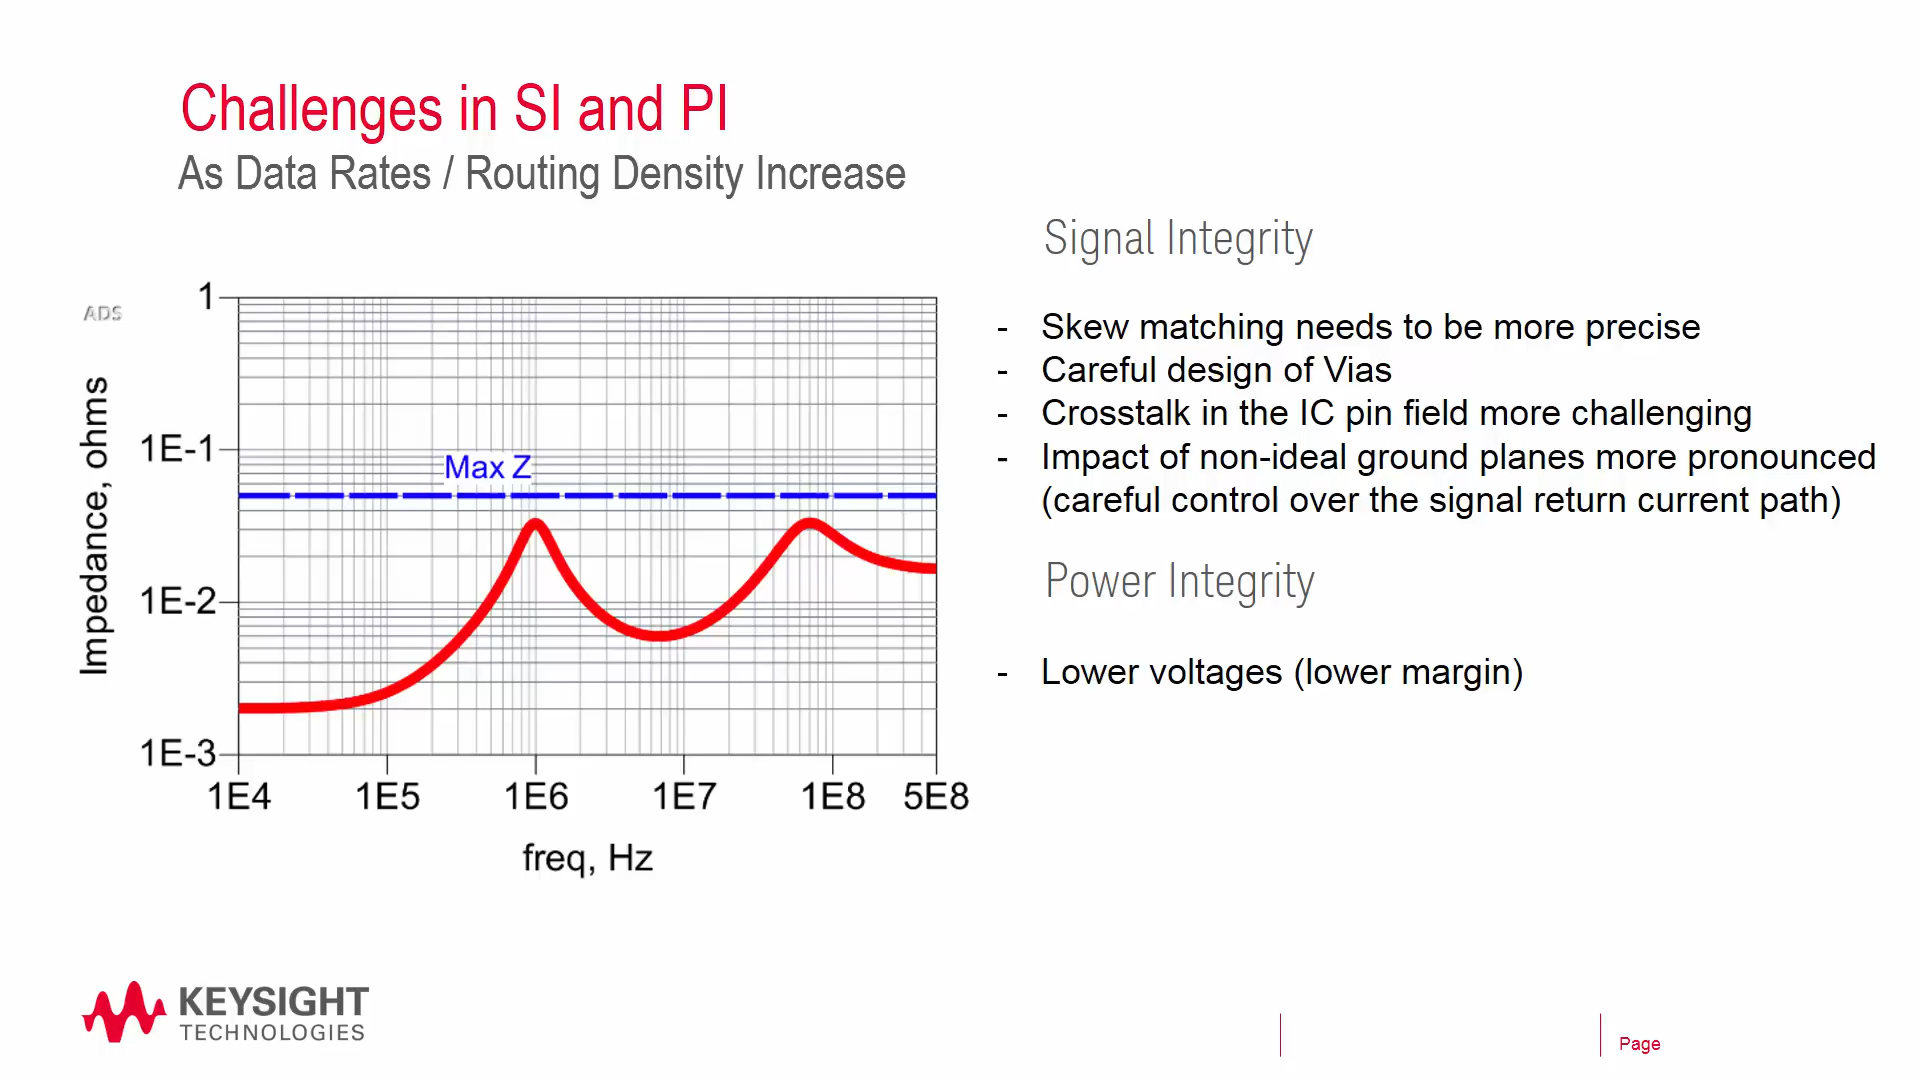 Challenges in SI and PI
As Data Rates / Routing Density Increase
Signal Integrity
- Skew matching needs to be more precise
- Careful design of Vias
- Crosstalk in the IC pin field more challenging
- Impact of non-ideal ground planes more pronounced
(careful control over the signal return current path)
Power Integrity
- Lower voltages (lower margin)
ADS
Impedance, ohms
1
1E-1
1E-2
1E-3
Max Z
1E4 1E5 1E6 1E7 1E8 5E8
freq, Hz
KEYSIGHT
TECHNOLOGIES
Page